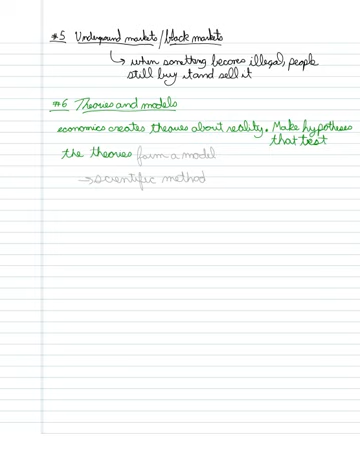 #5 Underground markets/black markets
↳ when something becomes illegal, people
still buy it and sell it
#6 Theories and models
economics creates theories about reality. Make hypotheses
that test
the theories form a model
→ scientific method